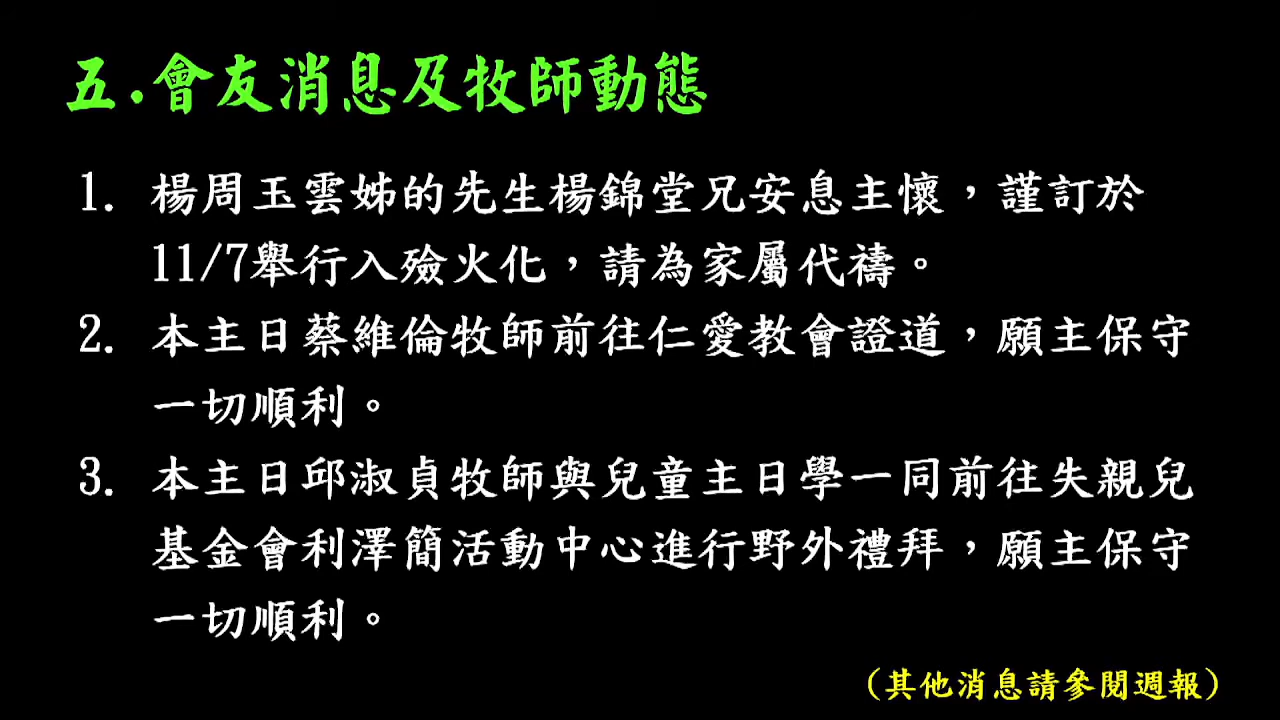 五.會友消息及牧師動態
1. 楊周玉雲姊的先生楊錦堂兄安息主懷，謹訂於
11/7舉行入殮火化，請為家屬代禱。
2. 本主日蔡維倫牧師前往仁愛教會證道，願主保守
一切順利。
3. 本主日邱淑貞牧師與兒童主日學一同前往失親兒
基金會利澤簡活動中心進行野外禮拜，願主保守
一切順利。
（其他消息請參閱週報）